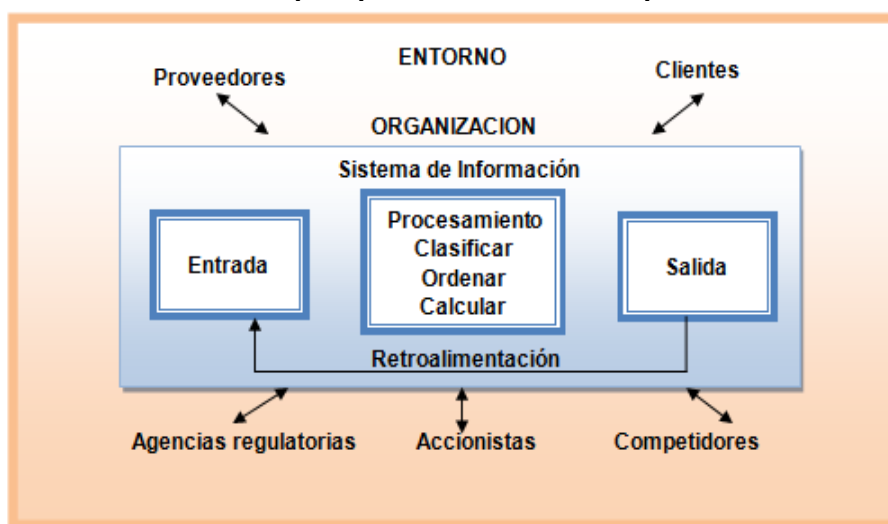 ENTORNO
Proveedores
Clientes
ORGANIZACION
Sistema de Información
Entrada
Procesamiento
Clasificar
Ordenar
Calcular
Salida
Retroalimentación
Agencias regulatorias
Accionistas
Competidores